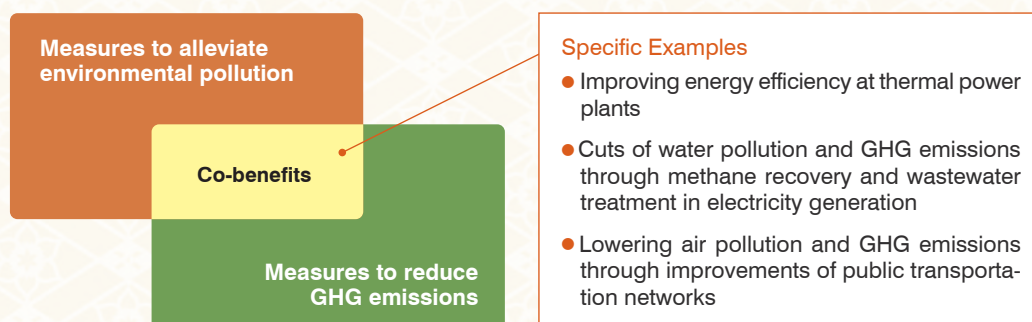 Measures to alleviate
environmental pollution
Co-benefits
Measures to reduce
GHG emissions
Specific Examples
● Improving energy efficiency at thermal power
plants
● Cuts of water pollution and GHG emissions
through methane recovery and wastewater
treatment in electricity generation
● Lowering air pollution and GHG emissions
through improvements of public transporta-
tion networks